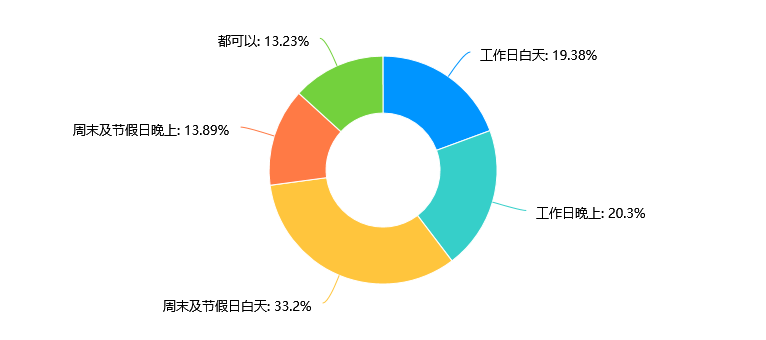 都可以: 13.23%
工作日白天: 19.38%
周末及节假日晚上: 13.89%
工作日晚上: 20.3%
周末及节假日白天: 33.2%